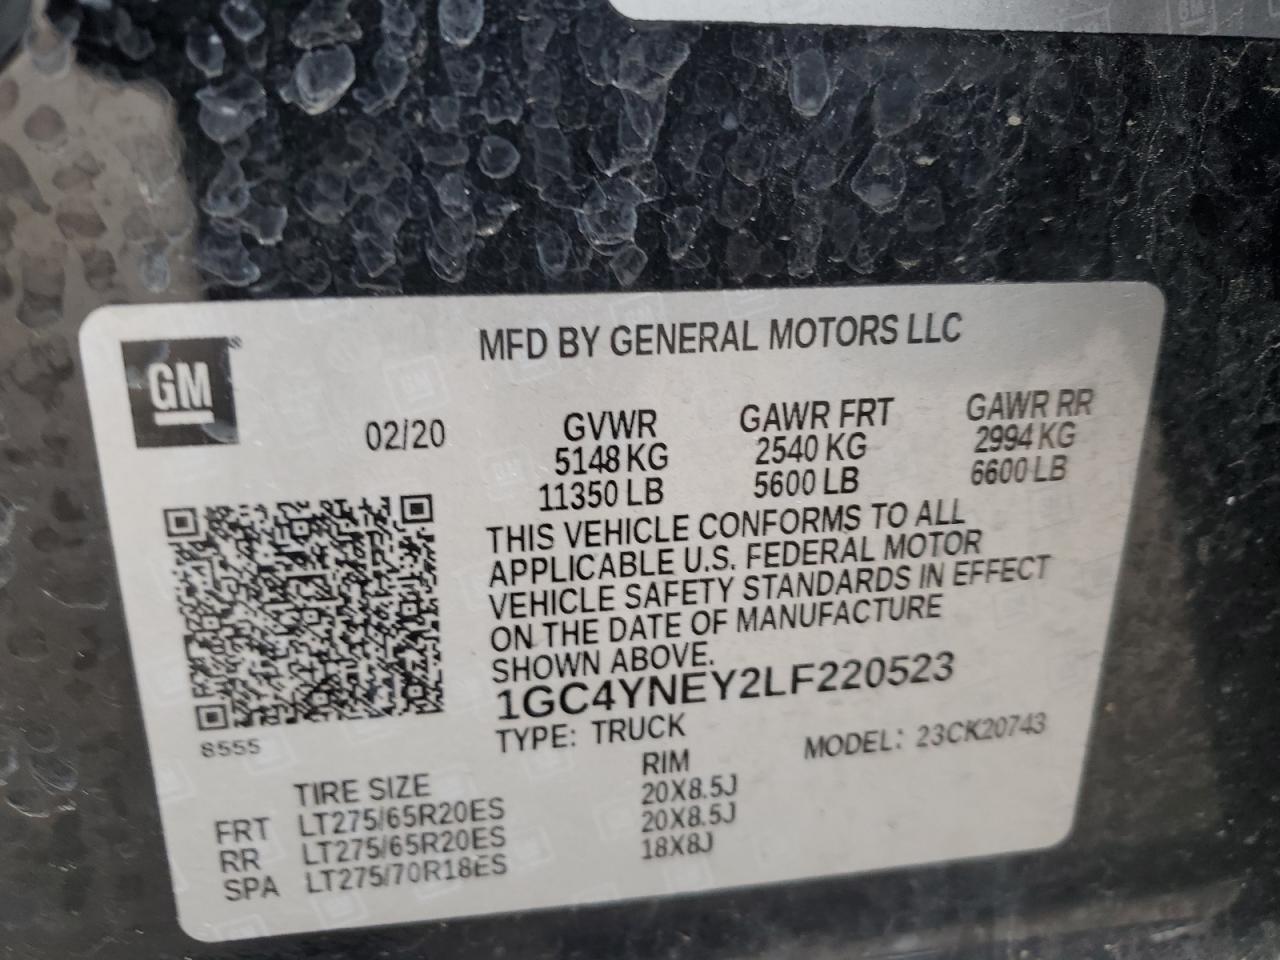 MFD BY GENERAL MOTORS LLC
GM®
02/20
GVWR GAWR FRT GAWR RR
5148 KG 2540 KG 2994 KG
11350 LB 5600 LB 6600 LB
THIS VEHICLE CONFORMS TO ALL
APPLICABLE U.S. FEDERAL MOTOR
VEHICLE SAFETY STANDARDS IN EFFECT
ON THE DATE OF MANUFACTURE
SHOWN ABOVE.
1GC4YNEY2LF220523
8555
TYPE: TRUCK MODEL: 23CK20743
TIRE SIZE RIM
FRT LT275/65R20ES 20X8.5J
RR LT275/65R20ES 20X8.5J
SPA LT275/70R18ES 18X8J